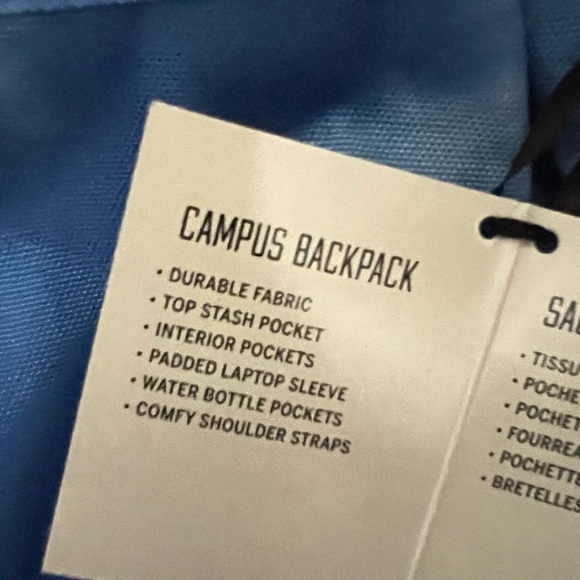 CAMPUS BACKPACK
• DURABLE FABRIC
• TOP STASH POCKET
• INTERIOR POCKETS
• PADDED LAPTOP SLEEVE
• WATER BOTTLE POCKETS
• COMFY SHOULDER STRAPS
SA
• TISSU
• POCHE
• POCHET
• FOURREA
• POCHETTE
• BRETELLES